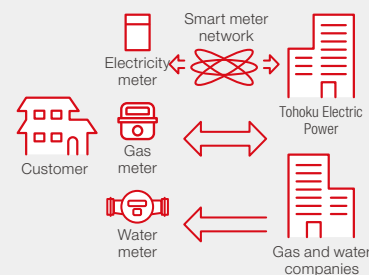 Smart meter
network
Electricity
meter
Tohoku Electric
Power
Customer
Gas
meter
Water
meter
Gas and water
companies